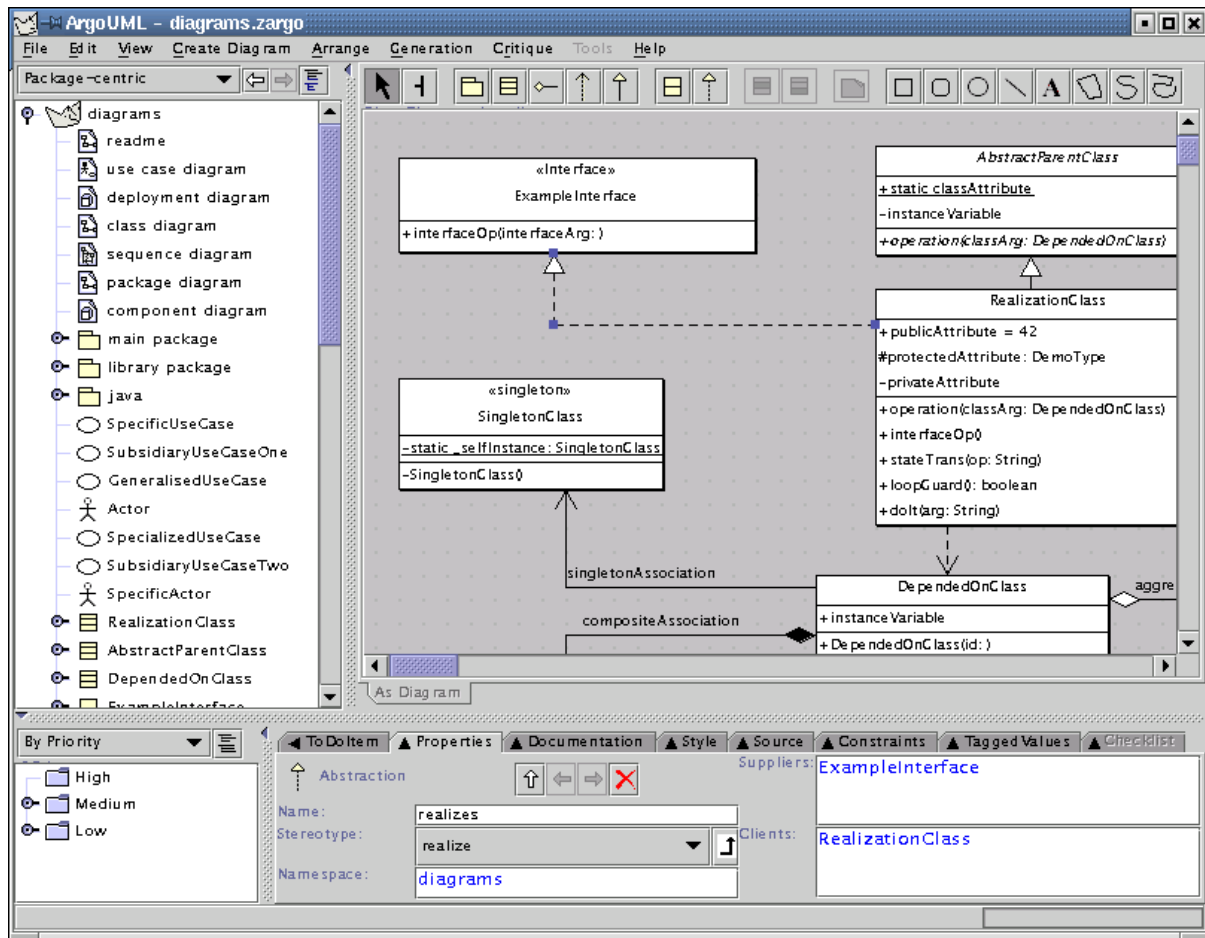 ArgoUML - diagrams.zargo
File Edit View Create Diagram Arrange Generation Critique Tools Help
Package-centric
diagrams
readme
use case diagram
deployment diagram
class diagram
sequence diagram
package diagram
component diagram
main package
library package
java
SpecificUseCase
SubsidiaryUseCaseOne
GeneralisedUseCase
Actor
SpecializedUseCase
SubsidiaryUseCaseTwo
SpecificActor
RealizationClass
AbstractParentClass
DependedOnClass
ExampleInterface
A
«Interface»
ExampleInterface
+interfaceOp(interfaceArg: )
AbstractParentClass
+static classAttribute
-instanceVariable
+operation(classArg: DependedOnClass)
RealizationClass
+publicAttribute = 42
#protectedAttribute: DemoType
-privateAttribute
+operation(classArg: DependedOnClass)
+interfaceOp()
+stateTrans(op: String)
+loopGuard(): boolean
+doIt(arg: String)
«singleton»
SingletonClass
-static _selfInstance: SingletonClass
-SingletonClass()
singletonAssociation
compositeAssociation
DependedOnClass
+instanceVariable
+DependedOnClass(id: )
aggre
As Diagram
By Priority
High
Medium
Low
ToDoItem Properties Documentation Style Source Constraints TaggedValues Checklist
Abstraction
Name: realizes
Stereotype: realize
Namespace: diagrams
Suppliers: ExampleInterface
Clients: RealizationClass